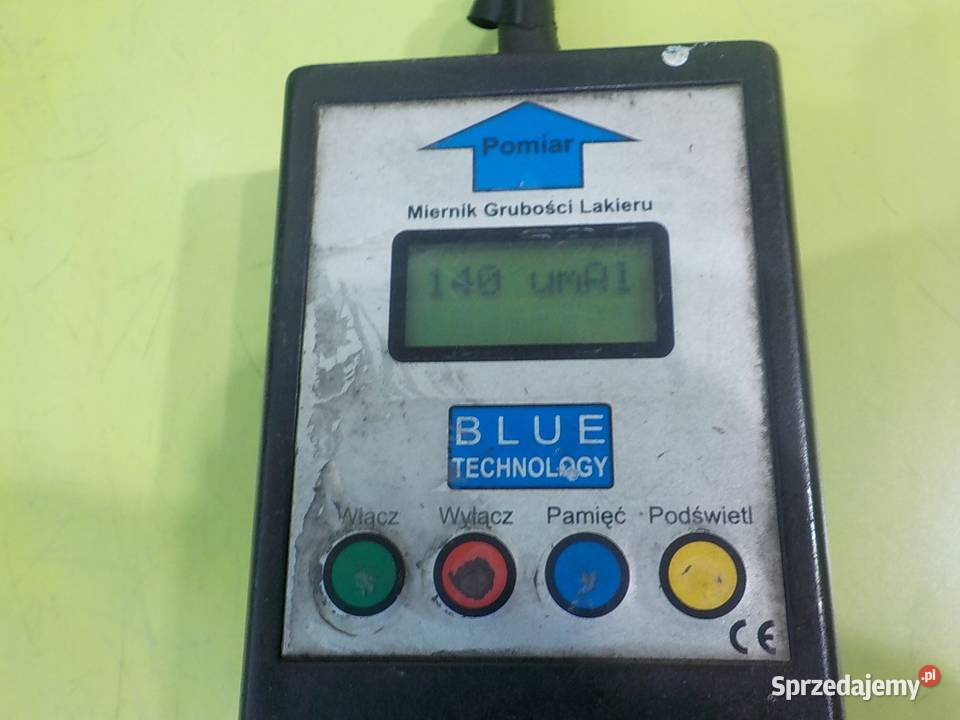 Pomiar
Miernik Grubości Lakieru
140 umAl
BLUE
TECHNOLOGY
Włącz Wyłącz Pamięć Podświetl
CE
Sprzedajemy.pl